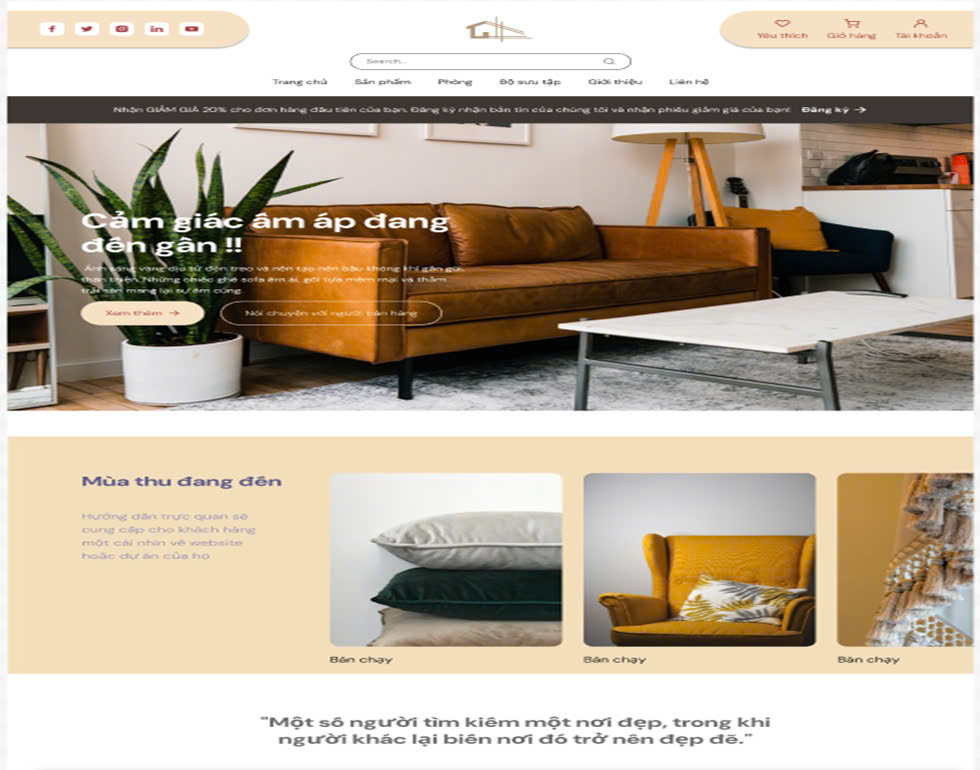 Yêu thích
Giỏ hàng
Tài khoản
Search...
Trang chủ
Sản phẩm
Phòng
Bộ sưu tập
Giới thiệu
Liên hệ
Nhận GIẢM GIÁ 20% cho đơn hàng đầu tiên của bạn. Đăng ký nhận bản tin của chúng tôi và nhận phiếu giảm giá của bạn! Đăng ký →
Cảm giác ấm áp đang
đến gần !!
Ánh sáng vàng dịu từ đèn treo và nến tạo nên bầu không khí gần gũi,
thân thiện. Những chiếc ghế sofa êm ái, gối tựa mềm mại và thảm
trải sàn mang lại sự ấm cúng.
Xem thêm →
Nói chuyện với người bán hàng
Mùa thu đang đến
Hướng dẫn trực quan sẽ
cung cấp cho khách hàng
một cái nhìn về website
hoặc dự án của họ
Bán chạy
Bán chạy
Bán chạy
"Một số người tìm kiếm một nơi đẹp, trong khi
người khác lại biến nơi đó trở nên đẹp đẽ."